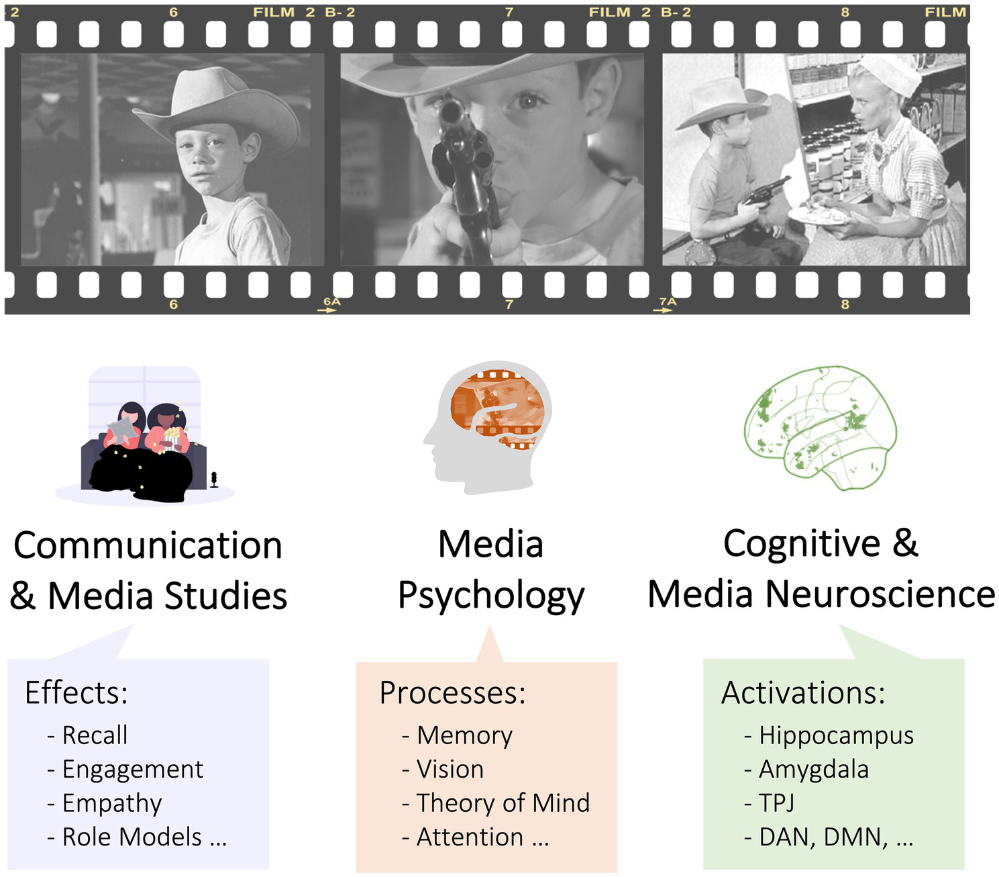 - 2 6 FILM 2 B- 2 7 FILM 2 B- 2 8 FILM
6 6A 7 7A 8
Communication
& Media Studies
Effects:
- Recall
- Engagement
- Empathy
- Role Models ...
Media
Psychology
Processes:
- Memory
- Vision
- Theory of Mind
- Attention ...
Cognitive &
Media Neuroscience
Activations:
- Hippocampus
- Amygdala
- TPJ
- DAN, DMN, ...